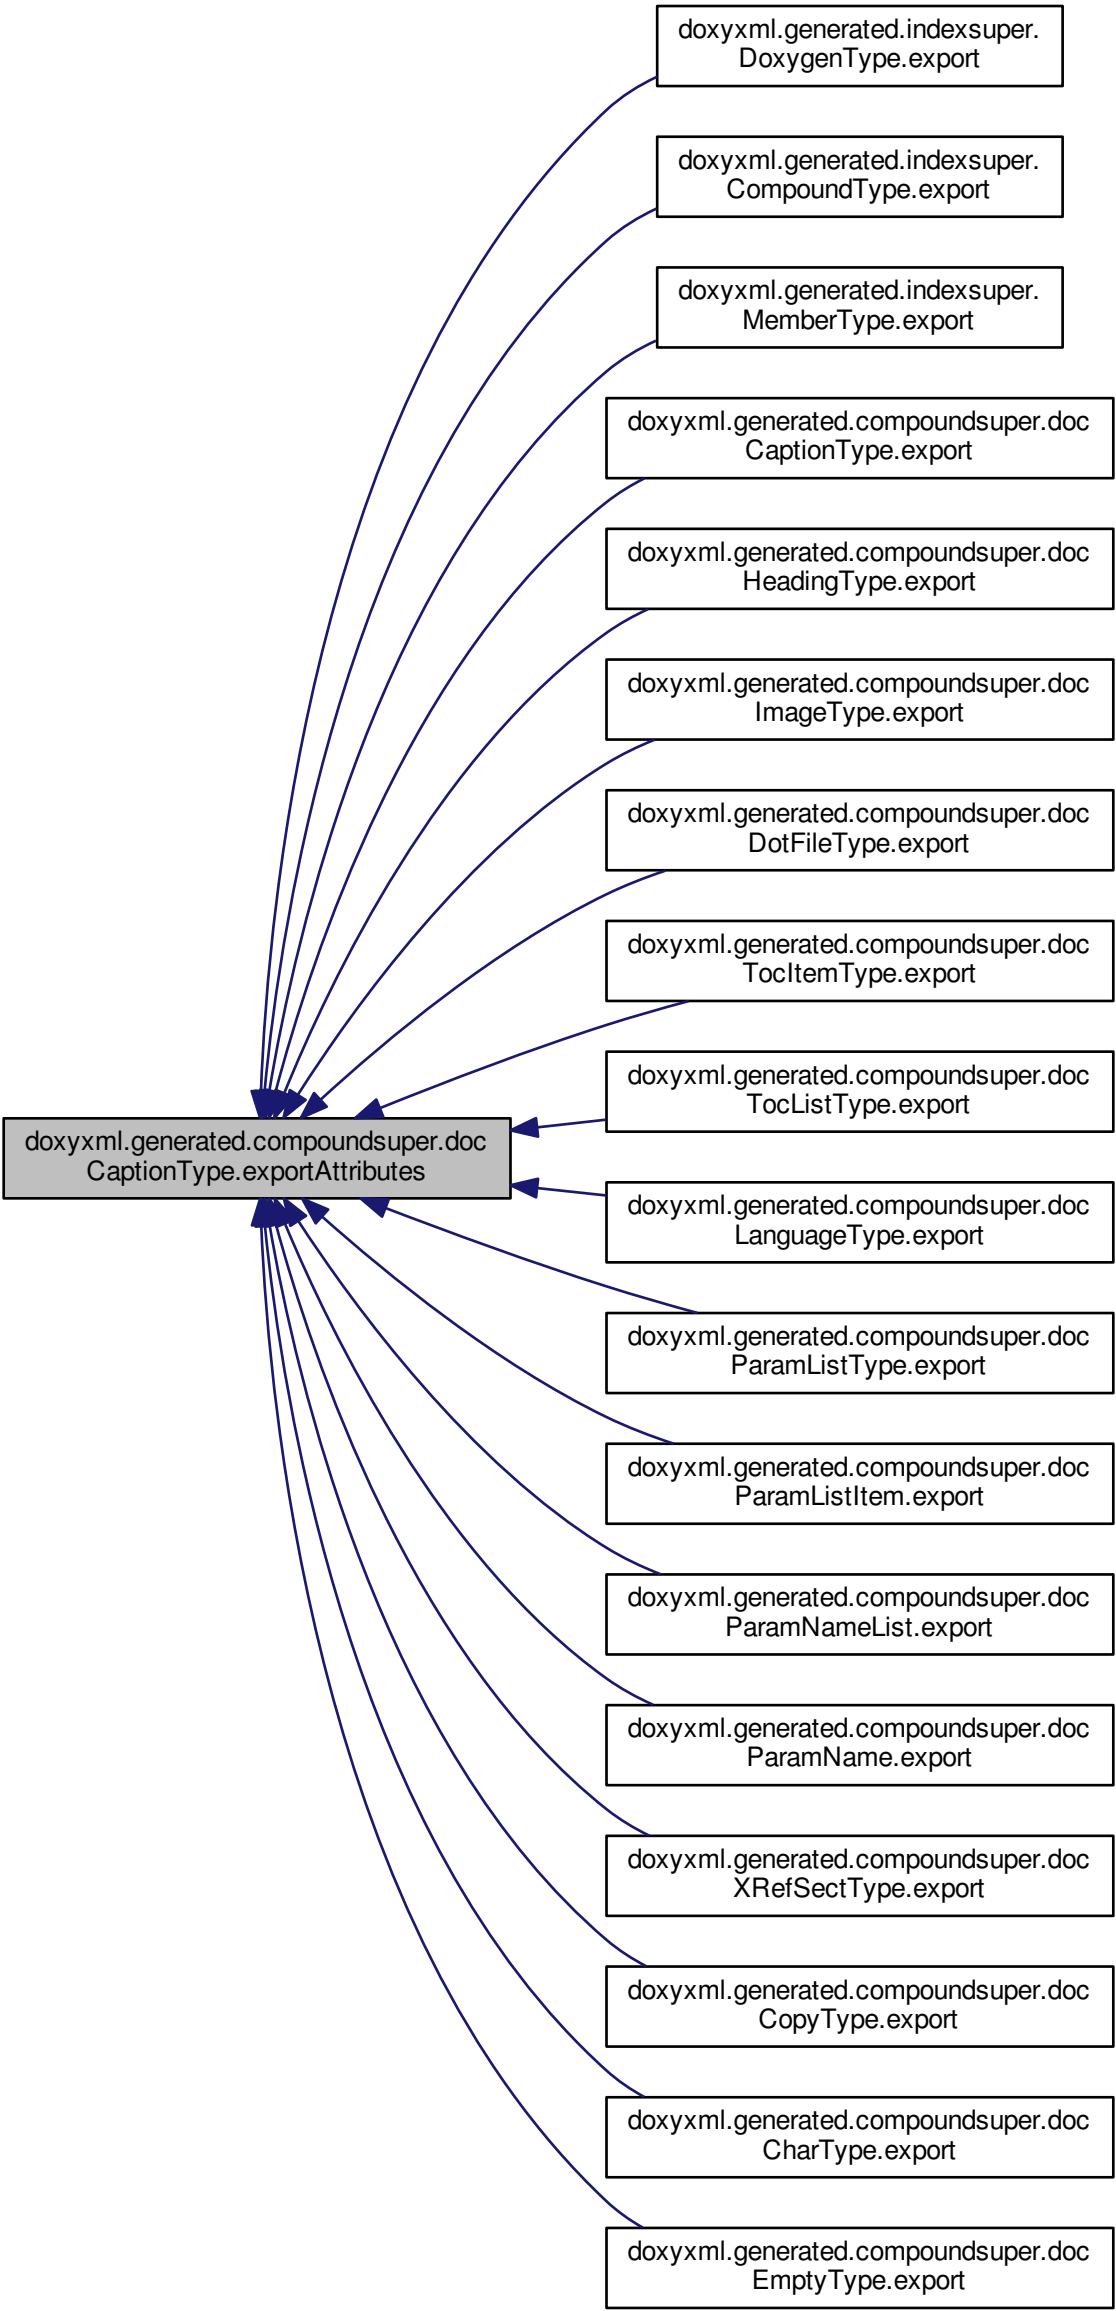 doxyxml.generated.indexsuper.
DoxygenType.export
doxyxml.generated.indexsuper.
CompoundType.export
doxyxml.generated.indexsuper.
MemberType.export
doxyxml.generated.compoundsuper.doc
CaptionType.export
doxyxml.generated.compoundsuper.doc
HeadingType.export
doxyxml.generated.compoundsuper.doc
ImageType.export
doxyxml.generated.compoundsuper.doc
DotFileType.export
doxyxml.generated.compoundsuper.doc
TocItemType.export
doxyxml.generated.compoundsuper.doc
TocListType.export
doxyxml.generated.compoundsuper.doc
CaptionType.exportAttributes
doxyxml.generated.compoundsuper.doc
LanguageType.export
doxyxml.generated.compoundsuper.doc
ParamListType.export
doxyxml.generated.compoundsuper.doc
ParamListItem.export
doxyxml.generated.compoundsuper.doc
ParamNameList.export
doxyxml.generated.compoundsuper.doc
ParamName.export
doxyxml.generated.compoundsuper.doc
XRefSectType.export
doxyxml.generated.compoundsuper.doc
CopyType.export
doxyxml.generated.compoundsuper.doc
CharType.export
doxyxml.generated.compoundsuper.doc
EmptyType.export